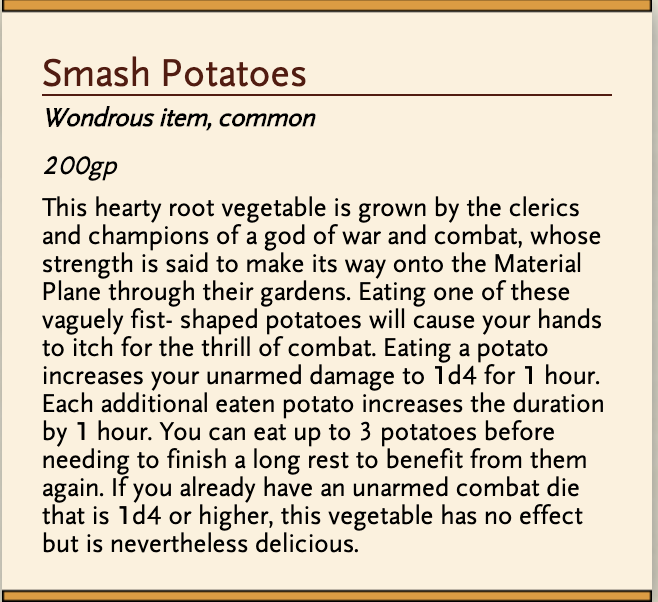 Smash Potatoes
Wondrous item, common
200gp
This hearty root vegetable is grown by the clerics
and champions of a god of war and combat, whose
strength is said to make its way onto the Material
Plane through their gardens. Eating one of these
vaguely fist- shaped potatoes will cause your hands
to itch for the thrill of combat. Eating a potato
increases your unarmed damage to 1d4 for 1 hour.
Each additional eaten potato increases the duration
by 1 hour. You can eat up to 3 potatoes before
needing to finish a long rest to benefit from them
again. If you already have an unarmed combat die
that is 1d4 or higher, this vegetable has no effect
but is nevertheless delicious.